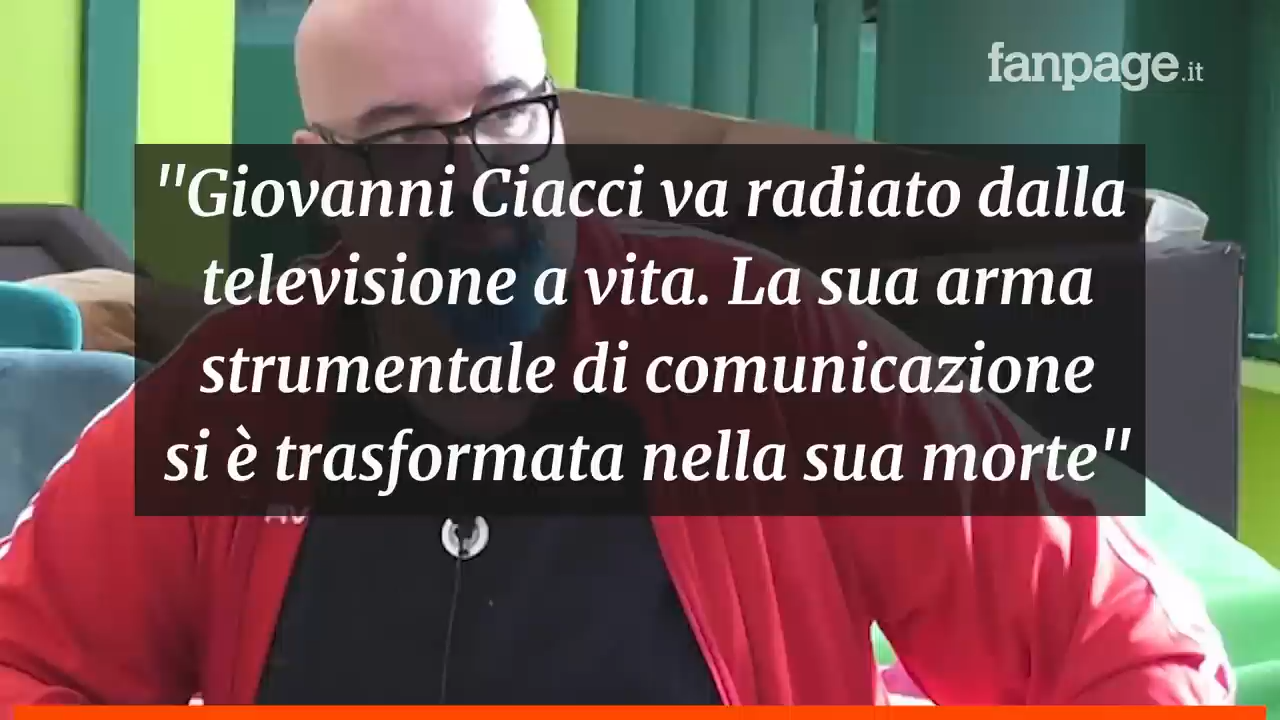 fanpage.it
"Giovanni Ciacci va radiato dalla
televisione a vita. La sua arma
strumentale di comunicazione
si è trasformata nella sua morte"